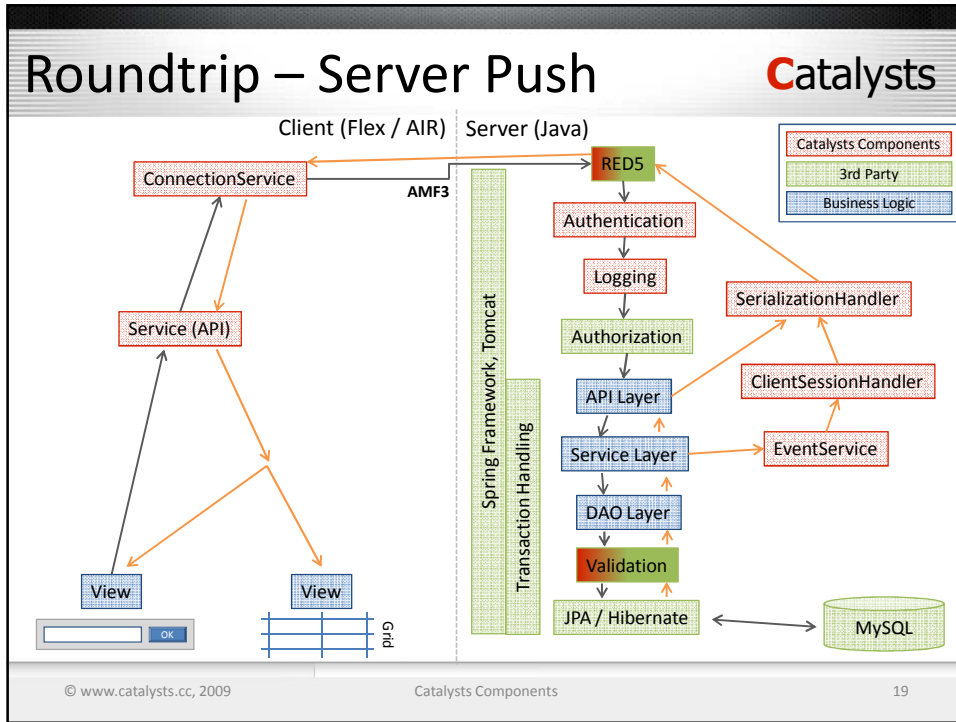 Roundtrip – Server Push
Catalysts
Client (Flex / AIR)
Server (Java)
Catalysts Components
3rd Party
Business Logic
ConnectionService
AMF3
RED5
Authentication
Logging
SerializationHandler
Service (API)
Authorization
ClientSessionHandler
API Layer
Service Layer
EventService
Spring Framework, Tomcat
Transaction Handling
DAO Layer
Validation
View
View
JPA / Hibernate
MySQL
OK
Grid
© www.catalysts.cc, 2009
Catalysts Components
19